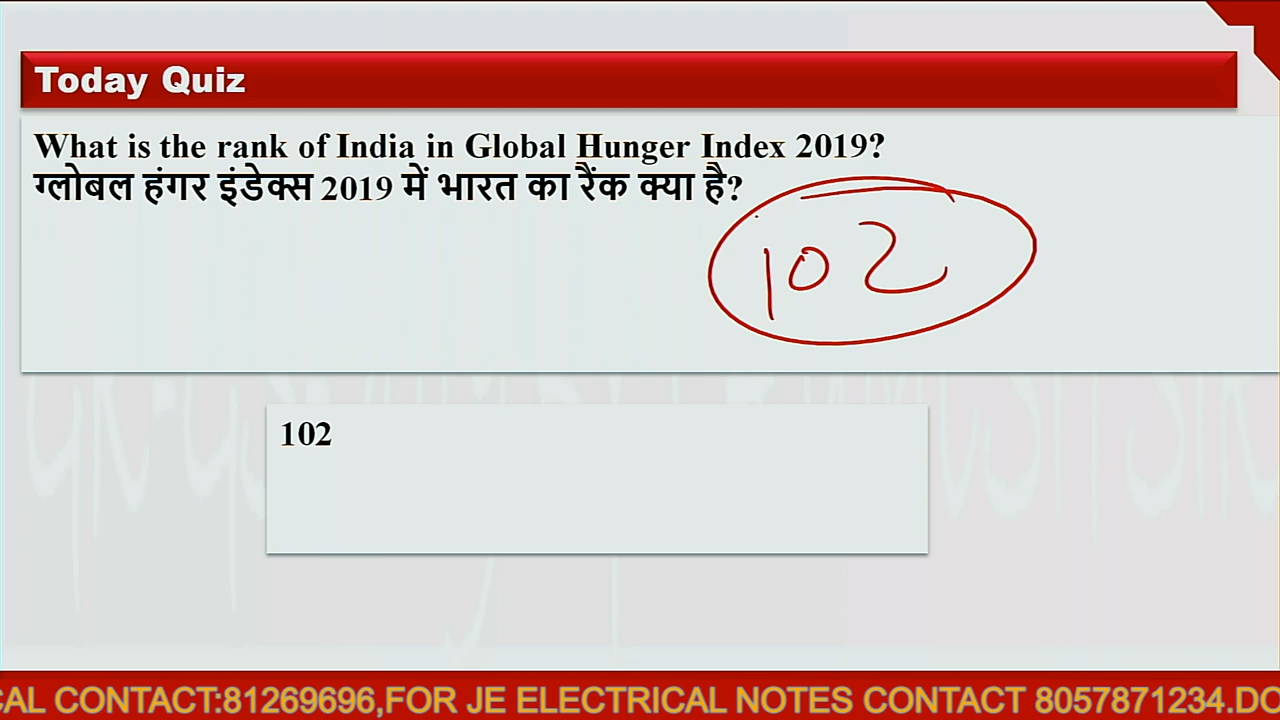 Today Quiz
What is the rank of India in Global Hunger Index 2019?
ग्लोबल हंगर इंडेक्स 2019 में भारत का रैंक क्या है?
102
102
CAL CONTACT:81269696,FOR JE ELECTRICAL NOTES CONTACT 8057871234.DO